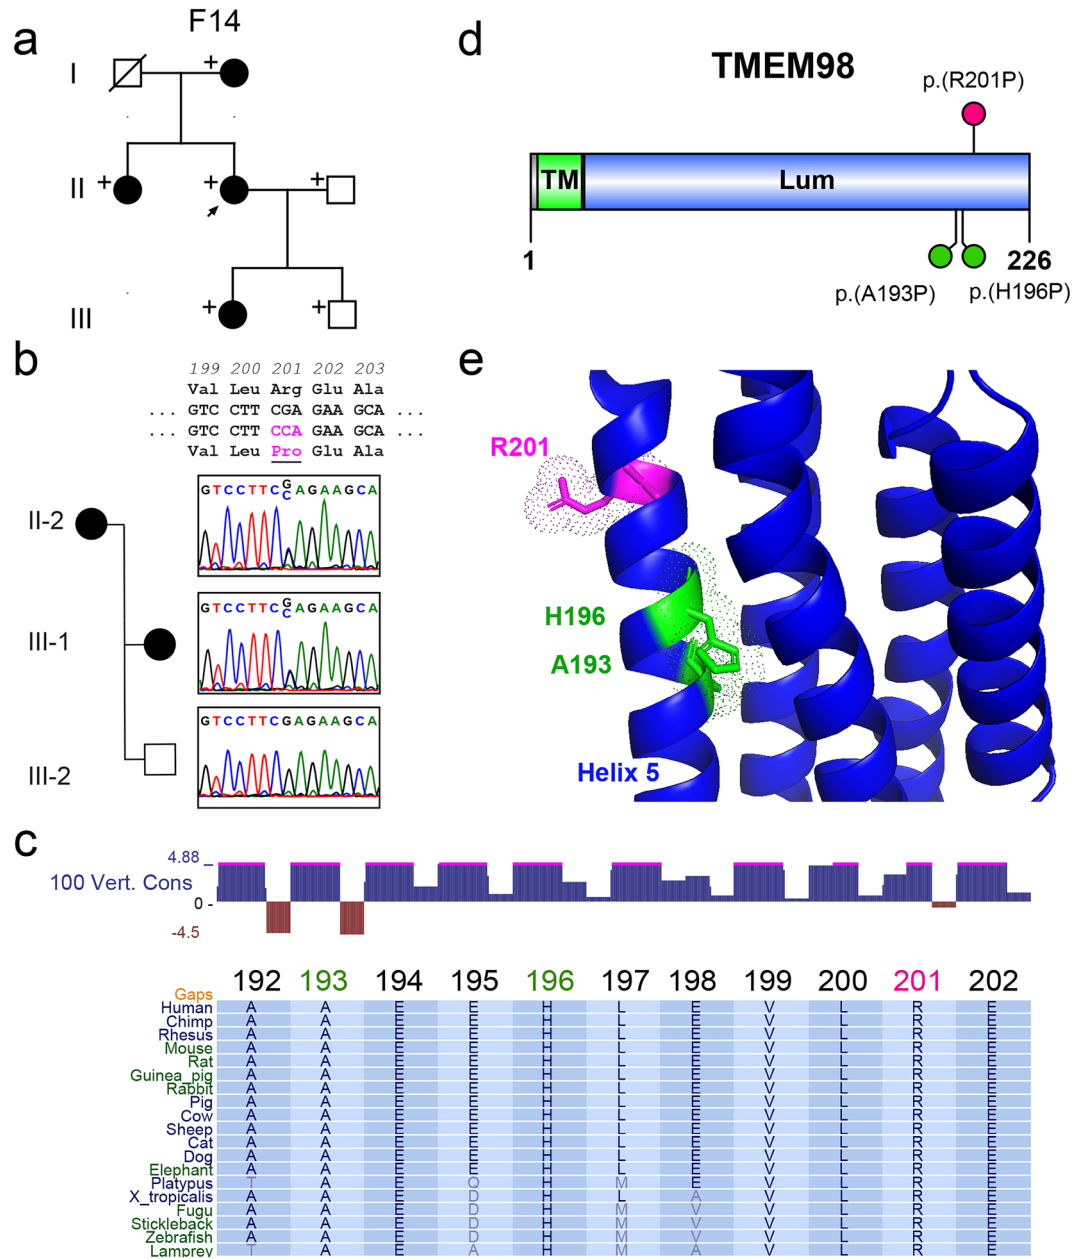 a
F14
I
+
II
+
+
+
III
+
+
b
199 200 201 202 203
Val Leu Arg Glu Ala
... GTC CTT CGA GAA GCA ...
... GTC CTT CCA GAA GCA ...
Val Leu Pro Glu Ala
II-2
G T C C T T C G A G A A G C A
C
III-1
G T C C T T C G A G A A G C A
C
III-2
G T C C T T C G A G A A G C A
d
TMEM98
p.(R201P)
TM
Lum
1
226
p.(A193P)
p.(H196P)
e
R201
H196
A193
Helix 5
c
4.88
100 Vert. Cons
0 -
-4.5
192 193 194 195 196 197 198 199 200 201 202
Gaps
Human A A E E H L E V L R E
Chimp A A E E H L E V L R E
Rhesus A A E E H L E V L R E
Mouse A A E E H L E V L R E
Rat A A E E H L E V L R E
Guinea_pig A A E E H L E V L R E
Rabbit A A E E H L E V L R E
Pig A A E E H L E V L R E
Cow A A E E H L E V L R E
Sheep A A E E H L E V L R E
Cat A A E E H L E V L R E
Dog A A E E H L E V L R E
Elephant A A E E H L E V L R E
Platypus T A E Q H M E V L R E
X_tropicalis A A E D H L A V L R E
Fugu A A E D H M V V L R E
Stickleback A A E D H M V V L R E
Zebrafish A A E D H M V V L R E
Lamprey T A E A H M A V L R E